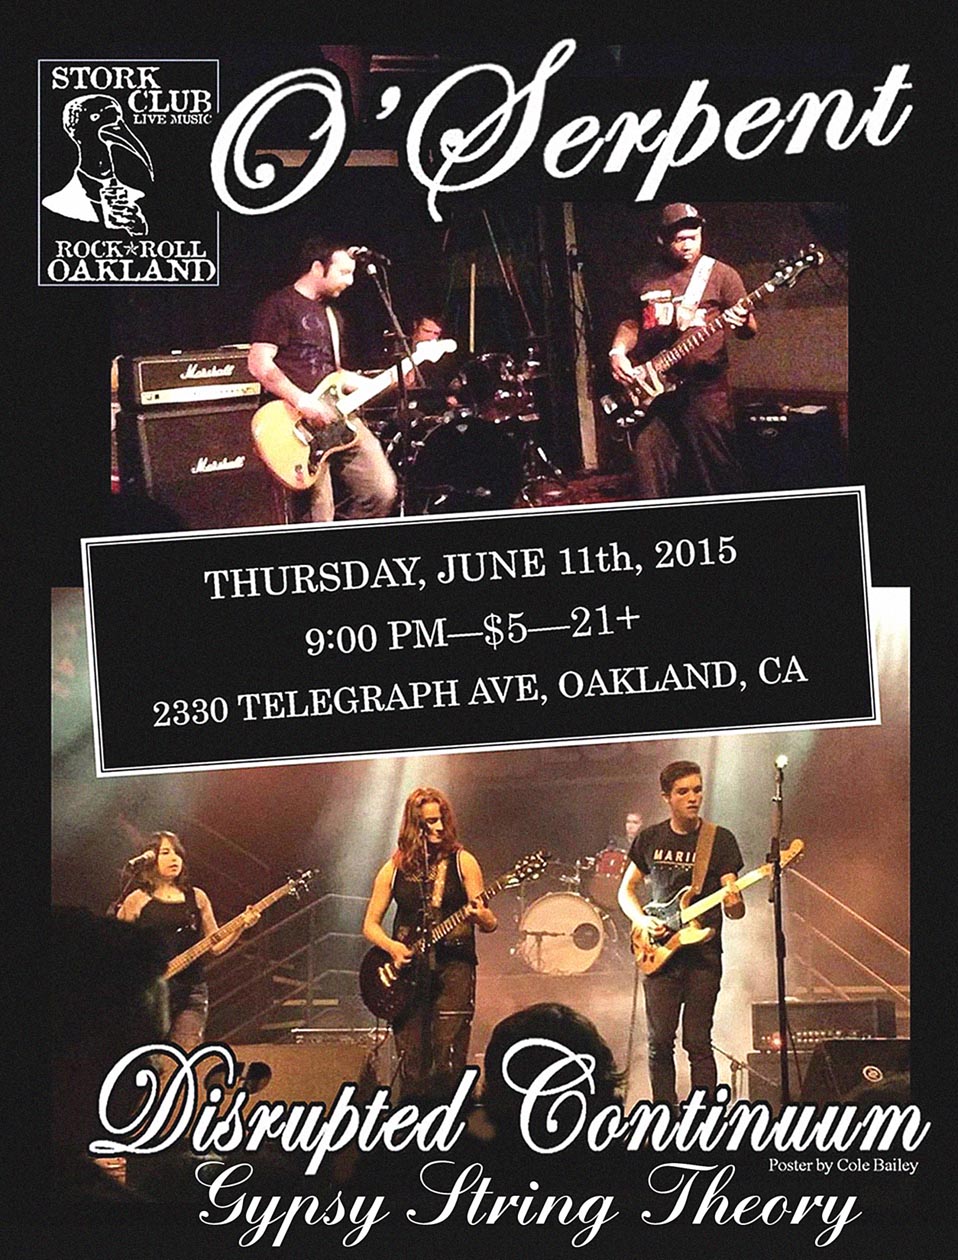 STORK
CLUB
LIVE MUSIC
ROCK*ROLL
OAKLAND
O'Serpent
Marshall
Marshall
THURSDAY, JUNE 11th, 2015
9:00 PM—$5—21+
2330 TELEGRAPH AVE, OAKLAND, CA
Disrupted Continuum
Poster by Cole Bailey
Gypsy String Theory